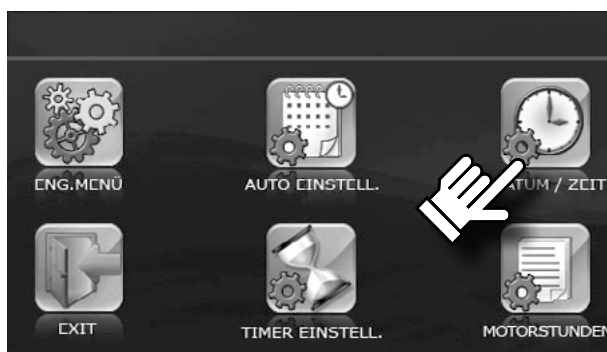 ENG.MENÜ AUTO EINSTELL. ATUM / ZEIT
EXIT TIMER EINSTELL. MOTORSTUNDEN